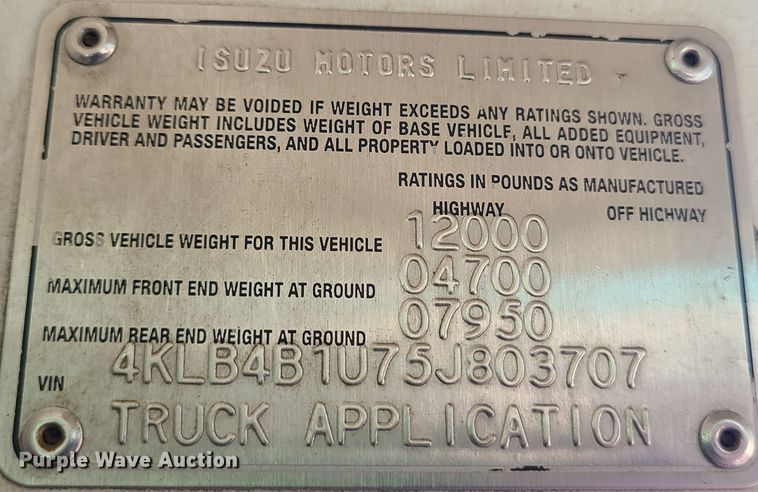 ISUZU MOTORS LIMITED
WARRANTY MAY BE VOIDED IF WEIGHT EXCEEDS ANY RATINGS SHOWN. GROSS
VEHICLE WEIGHT INCLUDES WEIGHT OF BASE VEHICLE, ALL ADDED EQUIPMENT,
DRIVER AND PASSENGERS, AND ALL PROPERTY LOADED INTO OR ONTO VEHICLE.
RATINGS IN POUNDS AS MANUFACTURED
HIGHWAY OFF HIGHWAY
GROSS VEHICLE WEIGHT FOR THIS VEHICLE 12000
MAXIMUM FRONT END WEIGHT AT GROUND 04700
MAXIMUM REAR END WEIGHT AT GROUND 07950
VIN 4KLB4B1U75J803707
TRUCK APPLICATION
Purple Wave Auction